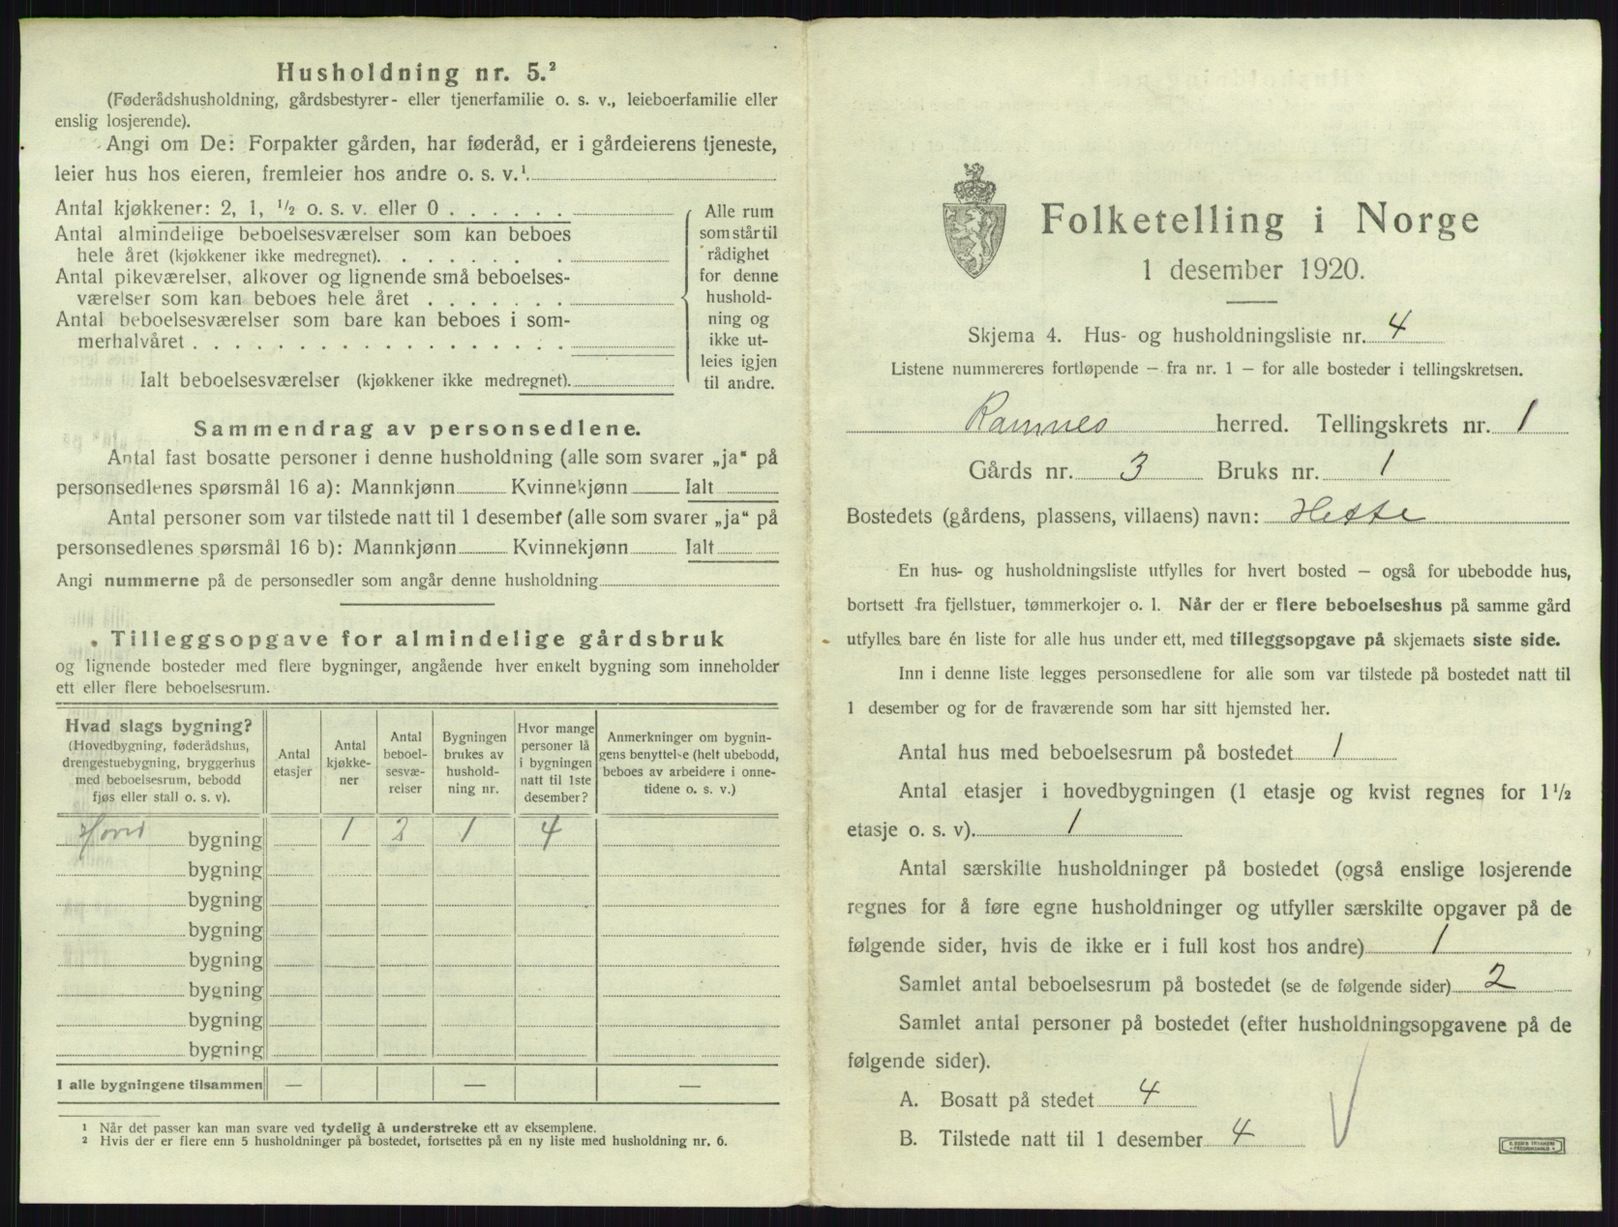 Husholdning nr. 5.²
(Føderådshusholdning, gårdsbestyrer- eller tjenerfamilie o. s. v., leieboerfamilie eller
enslig losjerende).
Angi om De: Forpakter gården, har føderåd, er i gårdeierens tjeneste,
leier hus hos eieren, fremleier hos andre o. s. v.¹
Antal kjøkkener: 2, 1, ½ o. s. v. eller 0 . . . . . .
Antal almindelige beboelsesværelser som kan beboes
hele året (kjøkkener ikke medregnet). . . . . . . .
Antal pikeværelser, alkover og lignende små beboelses-
værelser som kan beboes hele året . . . . . . .
Antal beboelsesværelser som bare kan beboes i som-
merhalvåret . . . . . . . . . . . . . . . .
Ialt beboelsesværelser (kjøkkener ikke medregnet).
Alle rum
som står til
rådighet
for denne
hushold-
ning og
ikke ut-
leies igjen
til andre.
Sammendrag av personsedlene.
Antal fast bosatte personer i denne husholdning (alle som svarer „ja“ på
personsedlenes spørsmål 16 a): Mannkjønn Kvinnekjønn Ialt
Antal personer som var tilstede natt til 1 desember (alle som svarer „ja“ på
personsedlenes spørsmål 16 b): Mannkjønn Kvinnekjønn Ialt
Angi nummerne på de personsedler som angår denne husholdning
Tilleggsopgave for almindelige gårdsbruk
og lignende bosteder med flere bygninger, angående hver enkelt bygning som inneholder
ett eller flere beboelsesrum.
Hvad slags bygning?
(Hovedbygning, føderådshus,
drengestuebygning, bryggerhus
med beboelsesrum, bebodd
fjøs eller stall o. s. v).
Antal
etasjer
Antal
kjøkke-
ner
Antal
beboel-
sesvæ-
relser
Bygningen
brukes av
hushold-
ning nr.
Hvor mange
personer lå
i bygningen
natt til 1ste
desember?
Anmerkninger om bygnin-
gens benyttelse (helt ubebodd,
beboes av arbeidere i onne-
tidene o. s. v.)
Hovd bygning 1 2 1 4
bygning
bygning
bygning
bygning
bygning
bygning
bygning
I alle bygningene tilsammen — — —
¹ Når det passer kan man svare ved tydelig å understreke ett av eksemplene.
² Hvis der er flere enn 5 husholdninger på bostedet, fortsettes på en ny liste med husholdning nr. 6.
Folketelling i Norge
1 desember 1920.
Skjema 4. Hus- og husholdningsliste nr. 4
Listene nummereres fortløpende — fra nr. 1 — for alle bosteder i tellingskretsen.
Ramnes herred. Tellingskrets nr. 1
Gårds nr. 3 Bruks nr. 1
Bostedets (gårdens, plassens, villaens) navn: Hesse
En hus- og husholdningsliste utfylles for hvert bosted — også for ubebodde hus,
bortsett fra fjellstuer, tømmerkojer o. l. Når der er flere beboelseshus på samme gård
utfylles bare én liste for alle hus under ett, med tilleggsopgave på skjemaets siste side.
Inn i denne liste legges personsedlene for alle som var tilstede på bostedet natt til
1 desember og for de fraværende som har sitt hjemsted her.
Antal hus med beboelsesrum på bostedet 1
Antal etasjer i hovedbygningen (1 etasje og kvist regnes for 1½
etasje o. s. v). 1
Antal særskilte husholdninger på bostedet (også enslige losjerende
regnes for å føre egne husholdninger og utfyller særskilte opgaver på de
følgende sider, hvis de ikke er i full kost hos andre) 1
Samlet antal beboelsesrum på bostedet (se de følgende sider) 2
Samlet antal personer på bostedet (efter husholdningsopgavene på de
følgende sider).
A. Bosatt på stedet 4
B. Tilstede natt til 1 desember 4